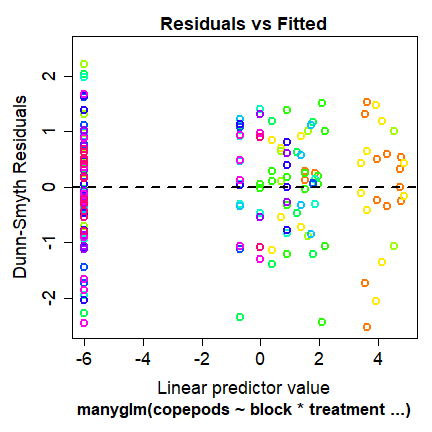 Residuals vs Fitted
Dunn-Smyth Residuals
2
1
0
-1
-2
-6 -4 -2 0 2 4
Linear predictor value
manyglm(copepods ~ block * treatment ...)